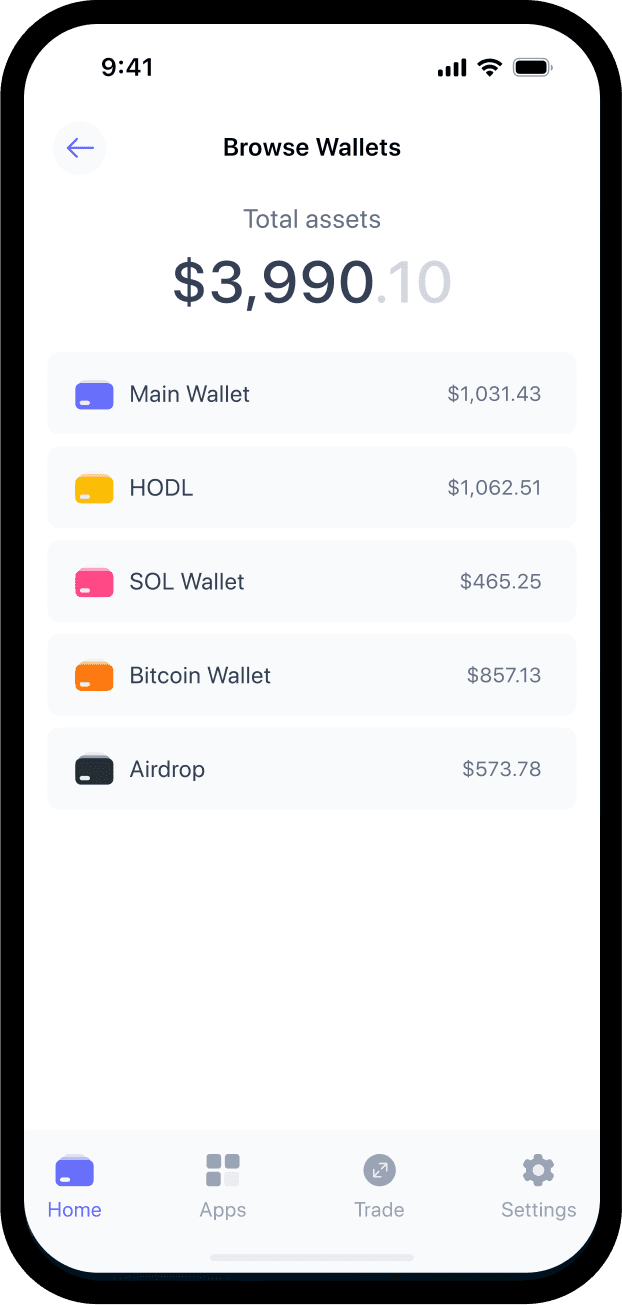 9:41
Browse Wallets
Total assets
$3,990.10
Main Wallet $1,031.43
HODL $1,062.51
SOL Wallet $465.25
Bitcoin Wallet $857.13
Airdrop $573.78
Home Apps Trade Settings